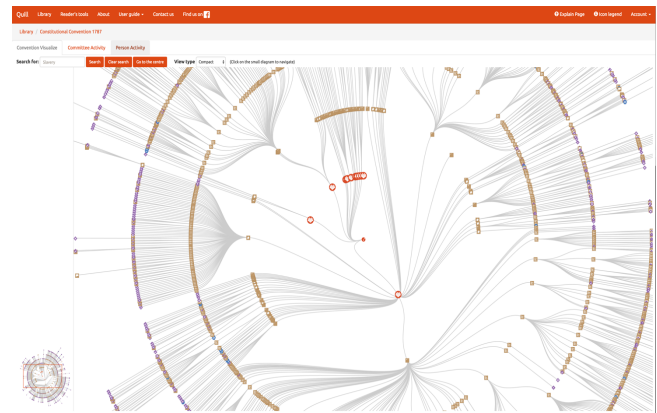 Quill Library Reader's tools About User guide Contact us Find us on f Explain Page Icon legend Account
Library / Constitutional Convention 1787
Convention Visualize Committee Activity Person Activity
Search for: Slavery Search Clear search Go to the centre View type Compact (Click on the small diagram to navigate)